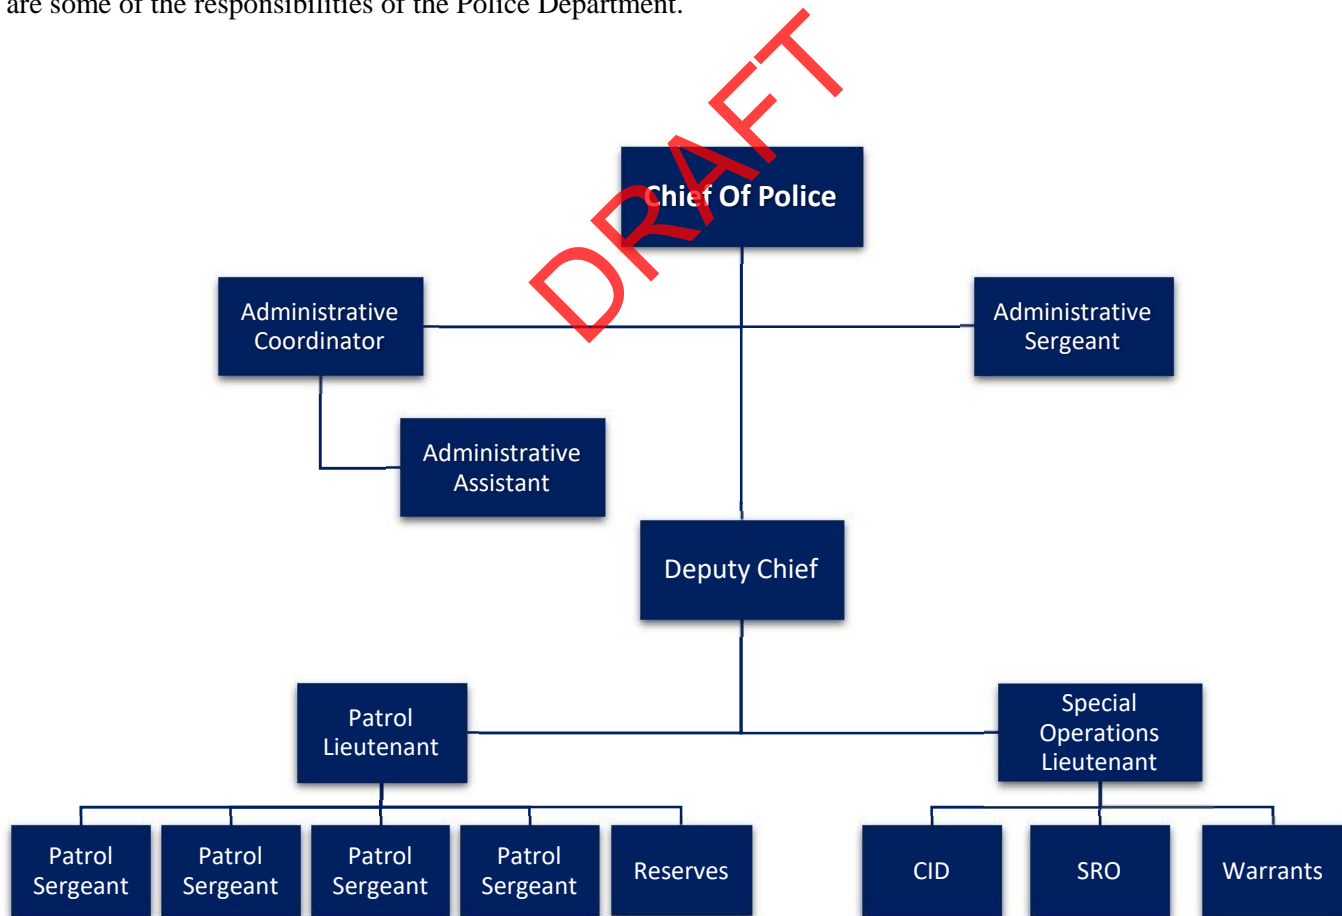 are some of the responsibilities of the Police Department.
DRAFT
Chief Of Police
Administrative
Coordinator
Administrative
Sergeant
Administrative
Assistant
Deputy Chief
Patrol
Lieutenant
Special
Operations
Lieutenant
Patrol
Sergeant
Patrol
Sergeant
Patrol
Sergeant
Patrol
Sergeant
Reserves
CID
SRO
Warrants